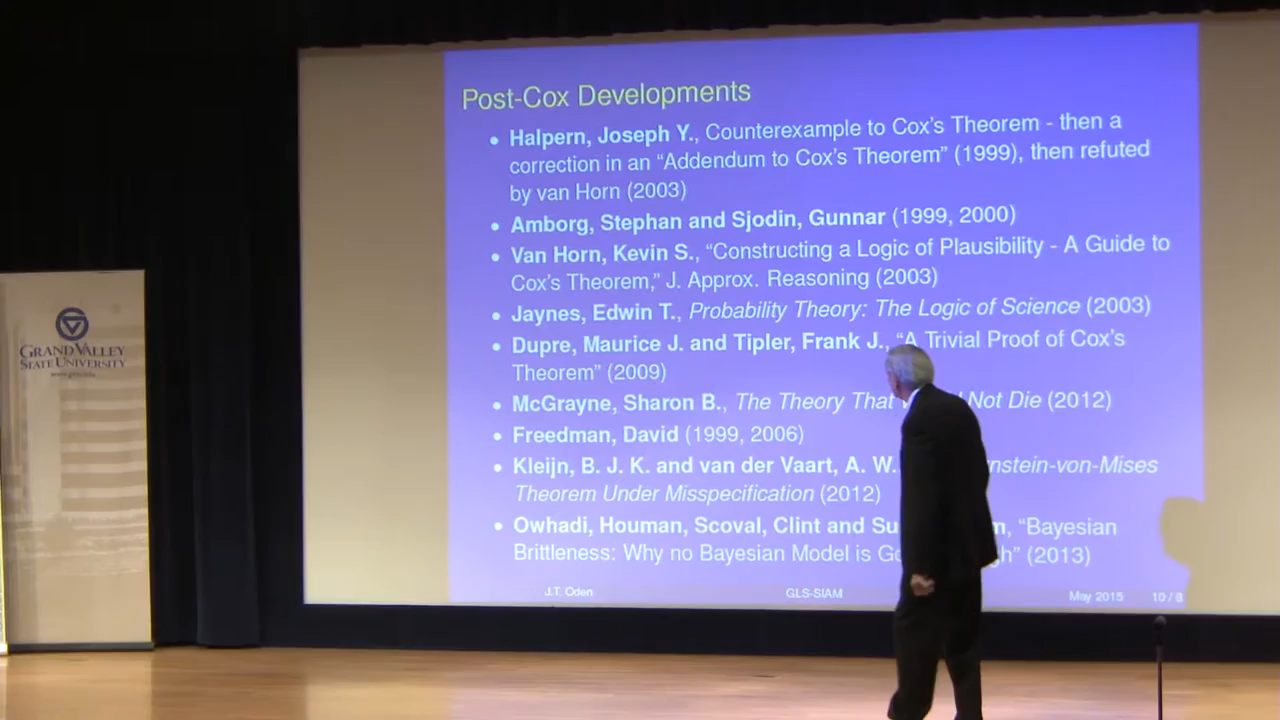 Post-Cox Developments
• Halpern, Joseph Y., Counterexample to Cox's Theorem - then a
correction in an “Addendum to Cox's Theorem” (1999), then refuted
by van Horn (2003)
• Amborg, Stephan and Sjodin, Gunnar (1999, 2000)
• Van Horn, Kevin S., “Constructing a Logic of Plausibility - A Guide to
Cox's Theorem,” J. Approx. Reasoning (2003)
• Jaynes, Edwin T., Probability Theory: The Logic of Science (2003)
• Dupre, Maurice J. and Tipler, Frank J., “A Trivial Proof of Cox's
Theorem” (2009)
• McGrayne, Sharon B., The Theory That Not Die (2012)
• Freedman, David (1999, 2006)
• Kleijn, B. J. K. and van der Vaart, A. W. nstein-von-Mises
Theorem Under Misspecification (2012)
• Owhadi, Houman, Scoval, Clint and Su “Bayesian
Brittleness: Why no Bayesian Model is (2013)
J.T. Oden GLS-SIAM May 2015 10 / 3
GRAND VALLEY
STATE UNIVERSITY